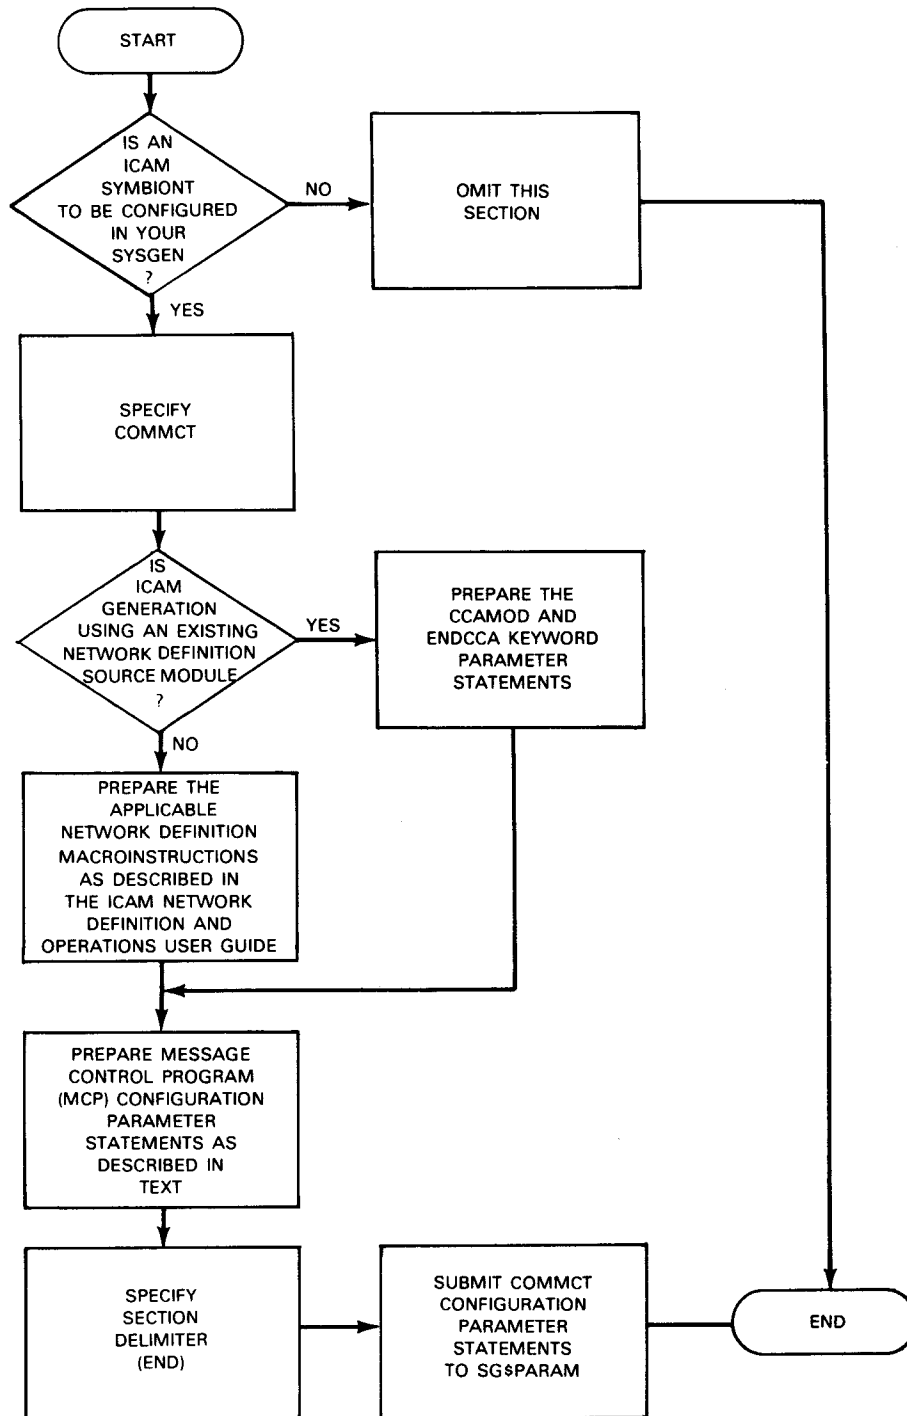 START
IS AN
ICAM
SYMBIONT
TO BE CONFIGURED
IN YOUR
SYSGEN
?
NO
OMIT THIS
SECTION
YES
SPECIFY
COMMCT
IS
ICAM
GENERATION
USING AN EXISTING
NETWORK DEFINITION
SOURCE MODULE
?
YES
PREPARE THE
CCAMOD AND
ENDCCA KEYWORD
PARAMETER
STATEMENTS
NO
PREPARE THE
APPLICABLE
NETWORK DEFINITION
MACROINSTRUCTIONS
AS DESCRIBED IN
THE ICAM NETWORK
DEFINITION AND
OPERATIONS USER GUIDE
PREPARE MESSAGE
CONTROL PROGRAM
(MCP) CONFIGURATION
PARAMETER
STATEMENTS AS
DESCRIBED IN
TEXT
SPECIFY
SECTION
DELIMITER
(END)
SUBMIT COMMCT
CONFIGURATION
PARAMETER
STATEMENTS
TO SG$PARAM
END